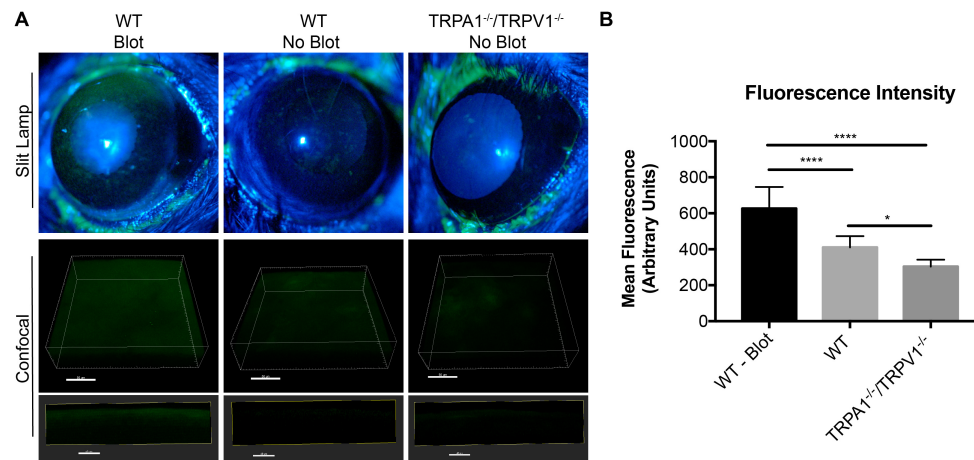 A
WT
Blot
WT
No Blot
TRPA1-/-/TRPV1-/-
No Blot
Slit Lamp
Confocal
B
Fluorescence Intensity
Mean Fluorescence
(Arbitrary Units)
1000
800
600
400
200
0
****
****
*
WT - Blot
WT
TRPA1-/-/TRPV1-/-